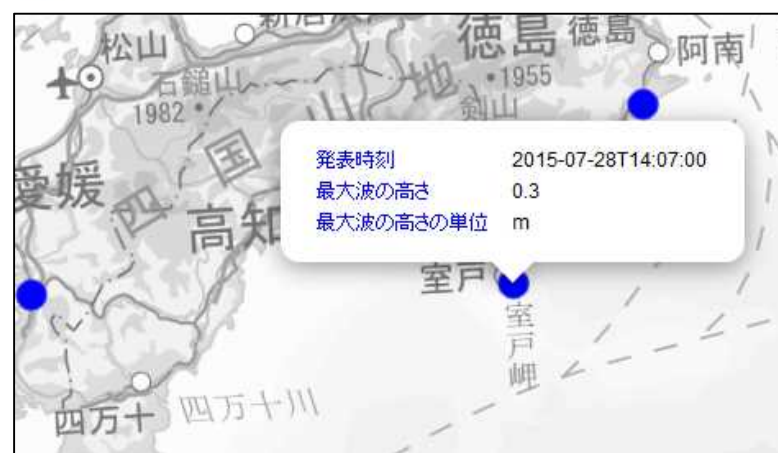 徳島
徳島
松山
阿南
石鎚山
1982
山
地
1955
剣山
四
国
愛媛
高知
発表時刻 2015-07-28T14:07:00
最大波の高さ 0.3
最大波の高さの単位 m
室戸
室戸岬
四万十
四万十川